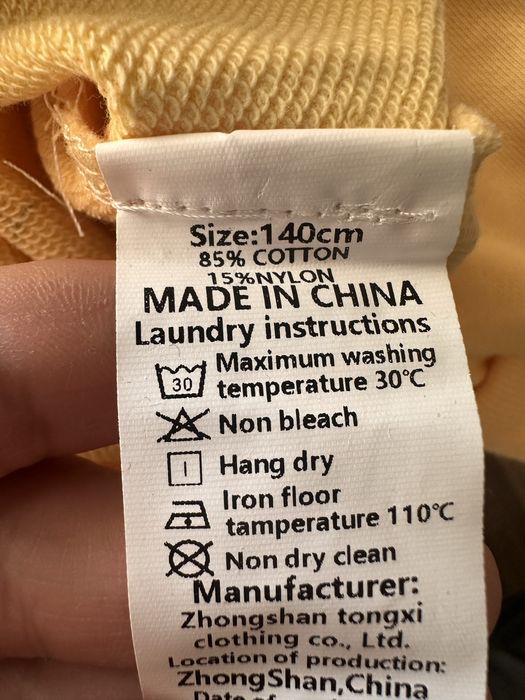 Size:140cm
85% COTTON
15%NYLON
MADE IN CHINA
Laundry instructions
30
Maximum washing
temperature 30℃
Non bleach
Hang dry
Iron floor
tamperature 110℃
Non dry clean
Manufacturer:
Zhongshan tongxi
clothing co., Ltd.
Location of production:
ZhongShan,China
Date of